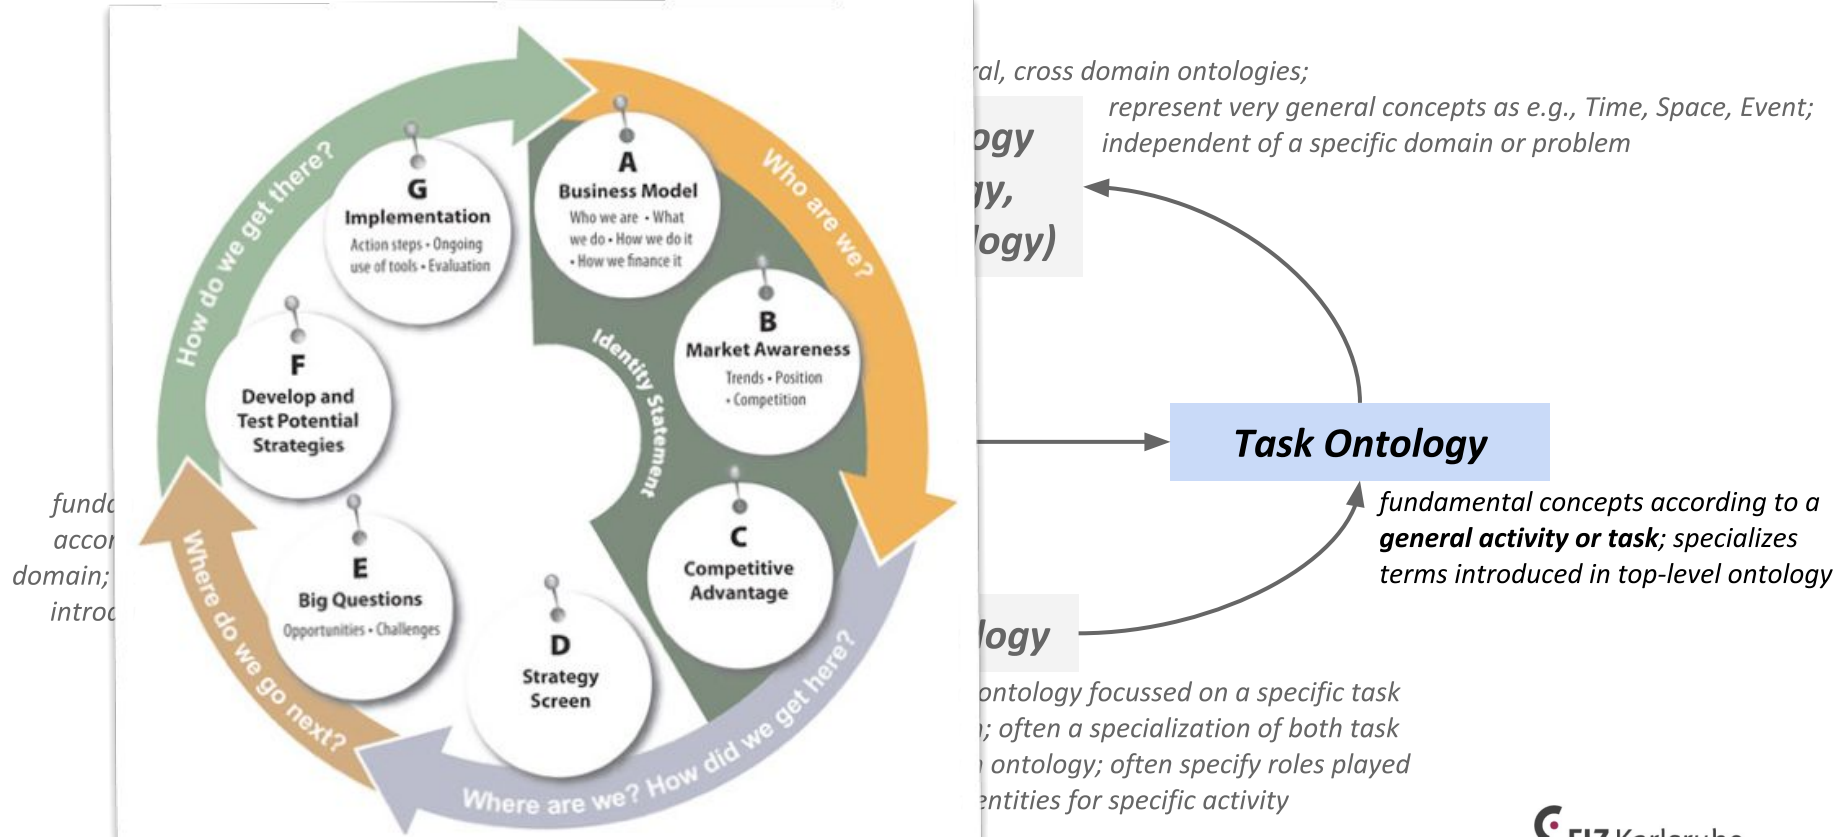 How do we get there?
Who are we?
Where are we? How did we get here?
Where do we go next?
Identity Statement
A
Business Model
Who we are • What
we do • How we do it
• How we finance it
B
Market Awareness
Trends • Position
• Competition
C
Competitive
Advantage
D
Strategy
Screen
E
Big Questions
Opportunities • Challenges
F
Develop and
Test Potential
Strategies
G
Implementation
Action steps • Ongoing
use of tools • Evaluation
cross domain ontologies;
represent very general concepts as e.g., Time, Space, Event;
independent of a specific domain or problem
Task Ontology
fundamental concepts according to a
general activity or task; specializes
terms introduced in top-level ontology
domain;
ontology focussed on a specific task
; often a specialization of both task
ontology; often specify roles played
entities for specific activity